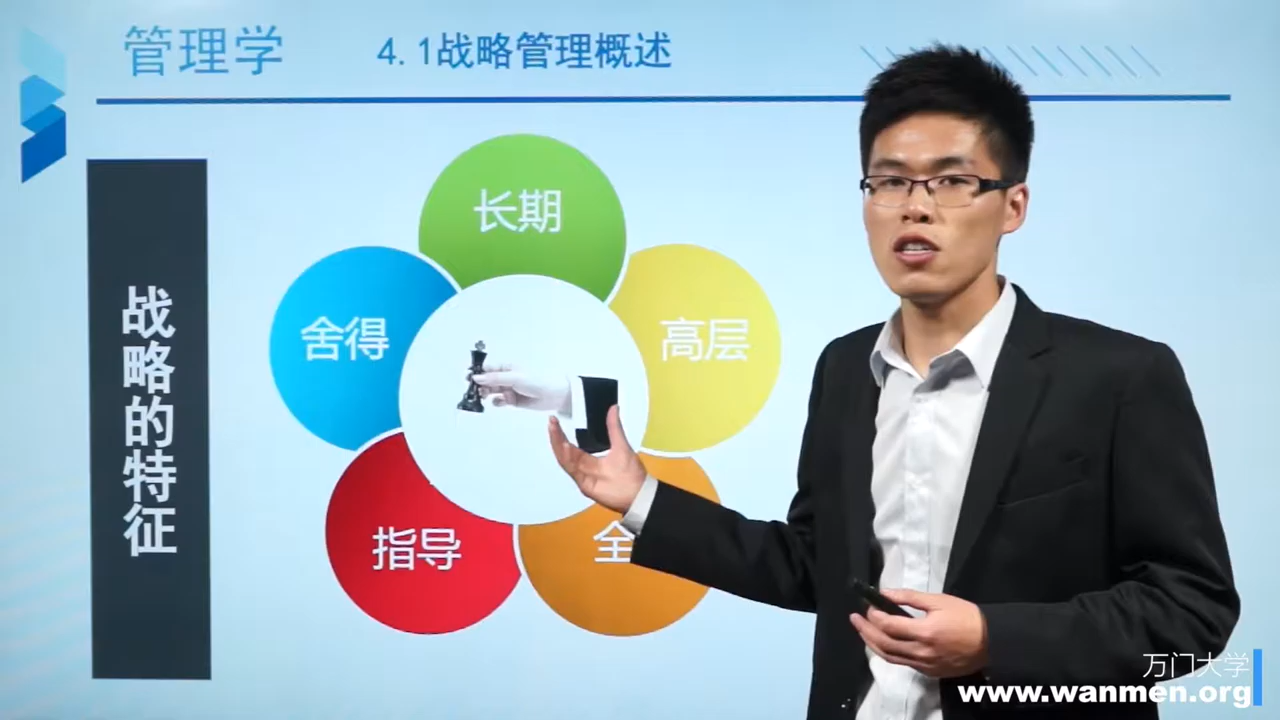 管理学
4.1战略管理概述
战略的特征
长期
舍得
高层
指导
全
万门大学
www.wanmen.org